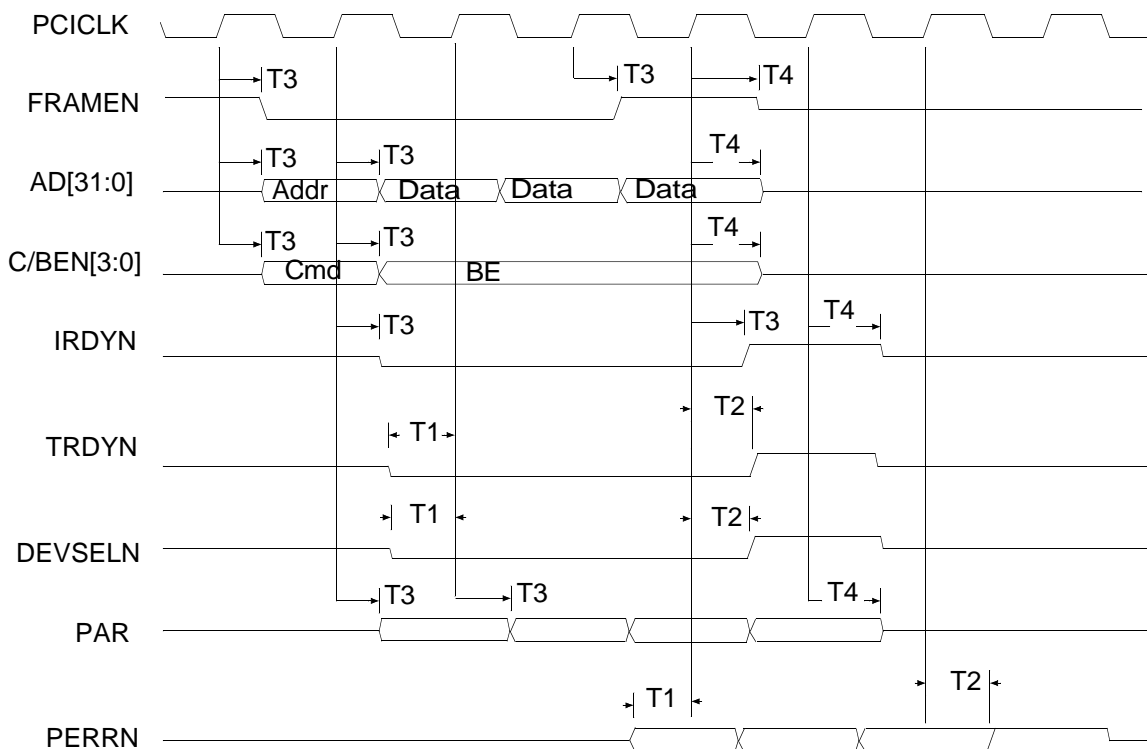 PCICLK
T3 T3 T4
FRAMEN
T3 T3 T4
AD[31:0] Addr Data Data Data
T3 T3 T4
C/BEN[3:0] Cmd BE
T3 T3 T4
IRDYN
T2
T1
TRDYN
T1 T2
DEVSELN
T3 T3 T4
PAR
T1 T2
PERRN